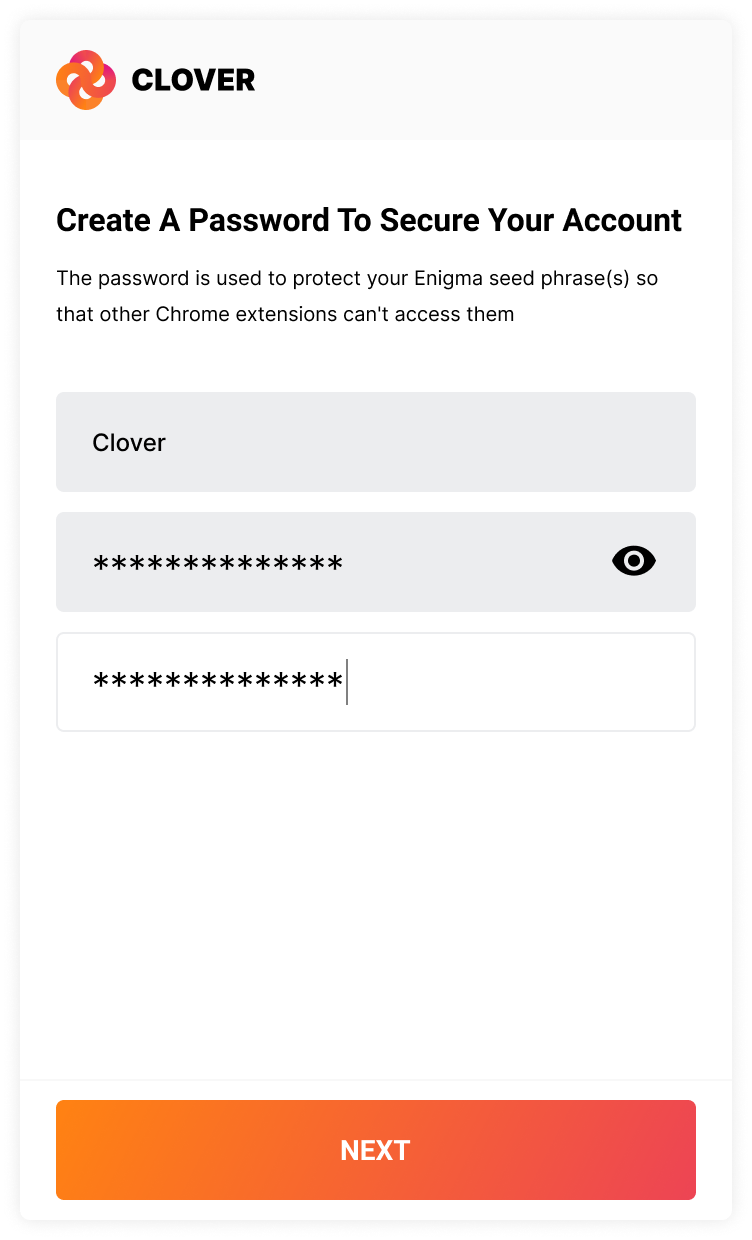 CLOVER
Create A Password To Secure Your Account
The password is used to protect your Enigma seed phrase(s) so
that other Chrome extensions can't access them
Clover
**************
**************
NEXT